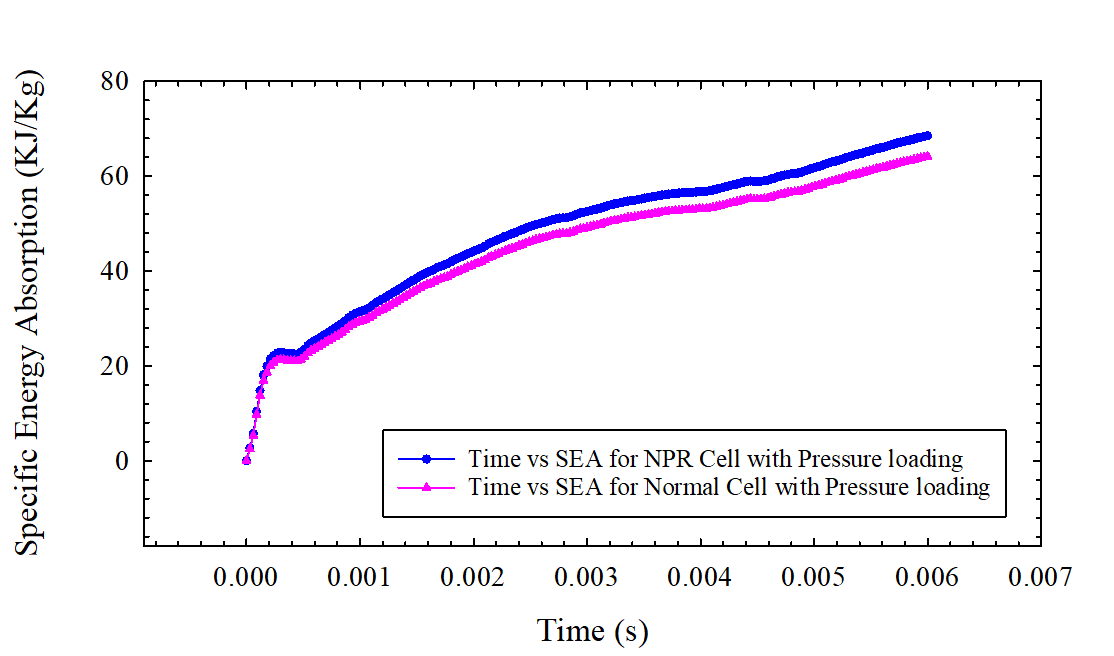 Specific Energy Absorption (KJ/Kg)
80
60
40
20
0
Time vs SEA for NPR Cell with Pressure loading
Time vs SEA for Normal Cell with Pressure loading
0.000 0.001 0.002 0.003 0.004 0.005 0.006 0.007
Time (s)